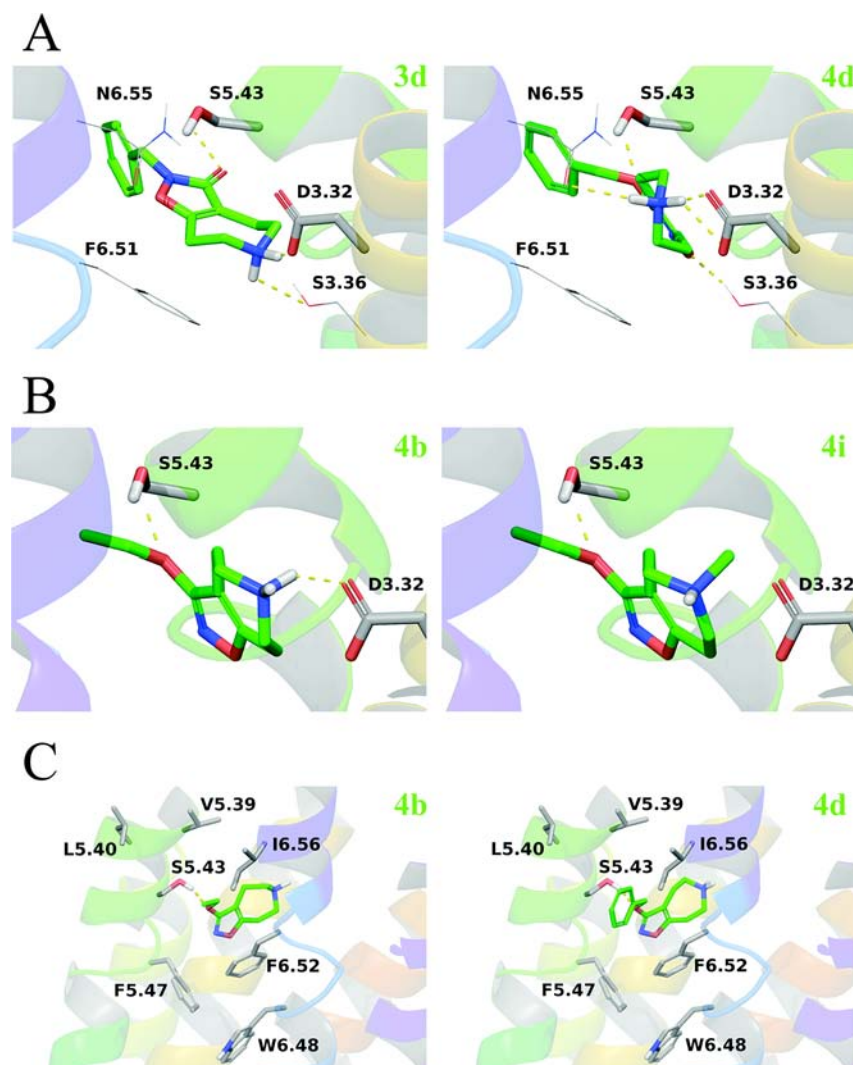 A
3d
N6.55
S5.43
D3.32
F6.51
S3.36
4d
N6.55
S5.43
D3.32
F6.51
S3.36
B
4b
S5.43
D3.32
4i
S5.43
D3.32
C
4b
V5.39
L5.40
I6.56
S5.43
F6.52
F5.47
W6.48
4d
V5.39
L5.40
I6.56
S5.43
F6.52
F5.47
W6.48